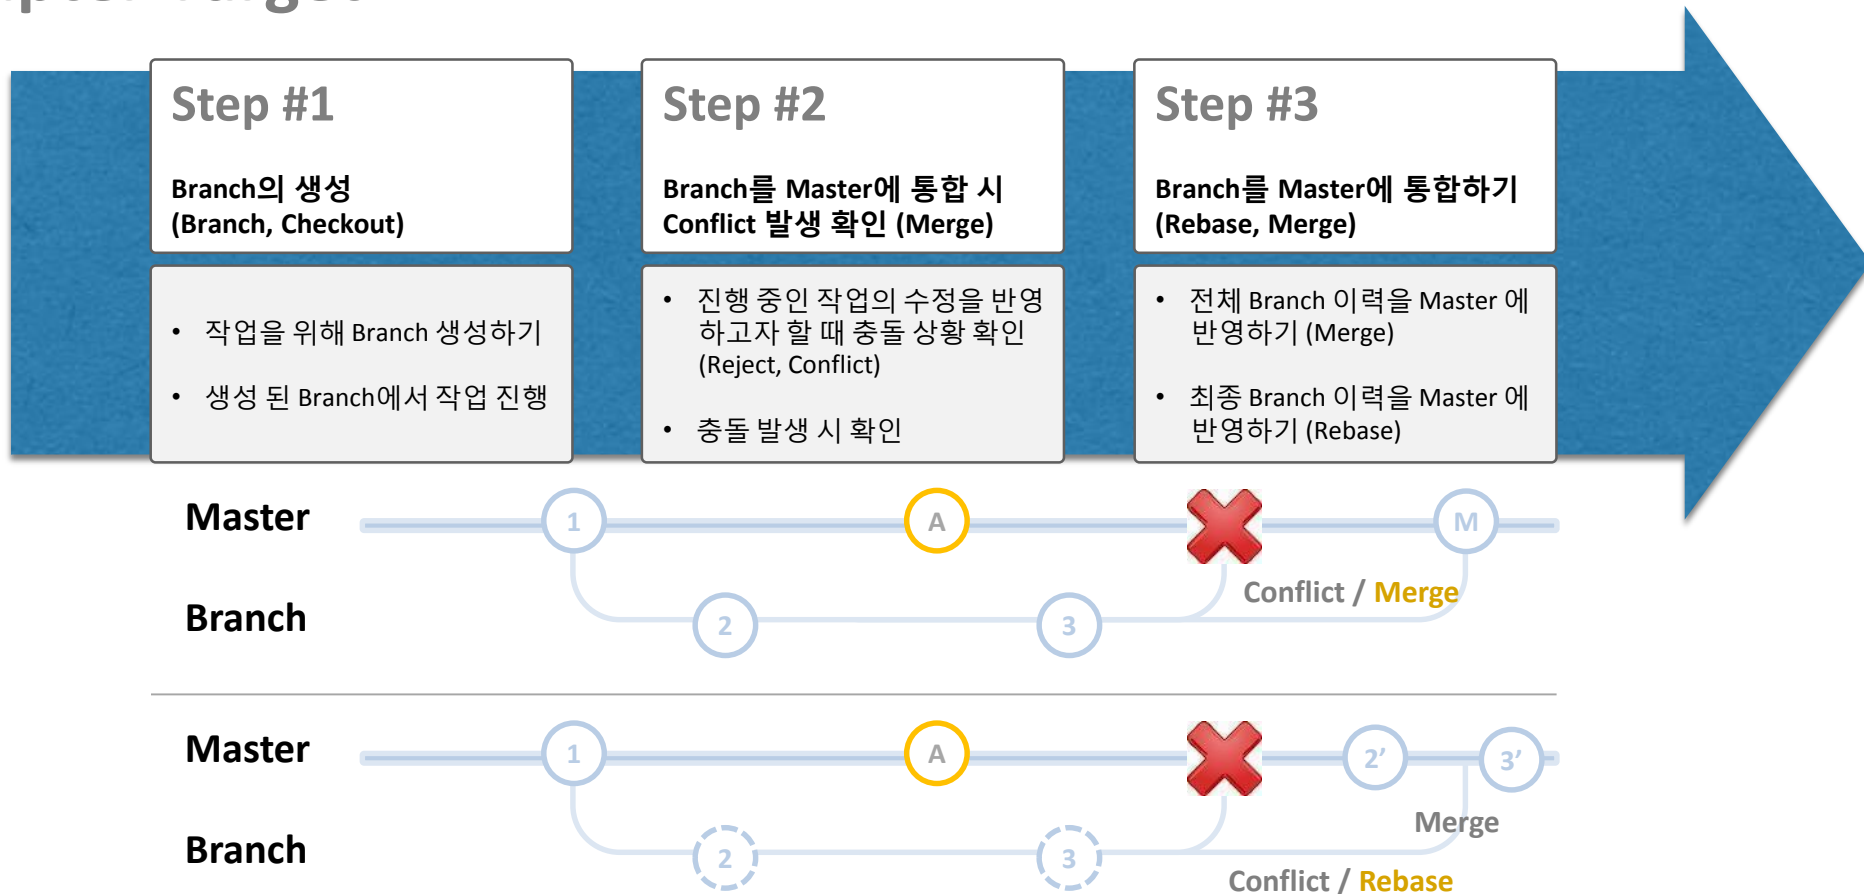 Step #1
Branch의 생성
(Branch, Checkout)
• 작업을 위해 Branch 생성하기
• 생성 된 Branch에서 작업 진행
Step #2
Branch를 Master에 통합 시
Conflict 발생 확인 (Merge)
• 진행 중인 작업의 수정을 반영
하고자 할 때 충돌 상황 확인
(Reject, Conflict)
• 충돌 발생 시 확인
Step #3
Branch를 Master에 통합하기
(Rebase, Merge)
• 전체 Branch 이력을 Master 에
반영하기 (Merge)
• 최종 Branch 이력을 Master 에
반영하기 (Rebase)
Master
1
A
M
Conflict / Merge
Branch
2
3
Master
1
A
2’
3’
Merge
Branch
2
3
Conflict / Rebase